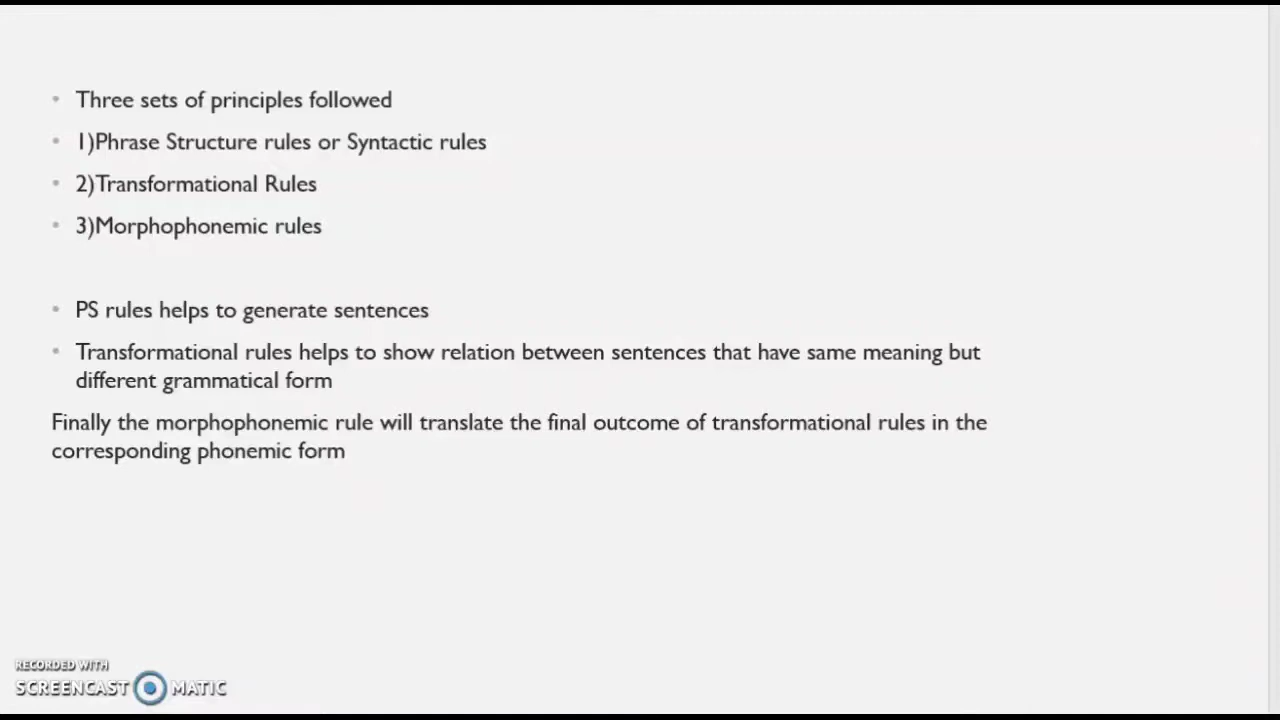 • Three sets of principles followed
• 1)Phrase Structure rules or Syntactic rules
• 2)Transformational Rules
• 3)Morphophonemic rules
• PS rules helps to generate sentences
• Transformational rules helps to show relation between sentences that have same meaning but
different grammatical form
Finally the morphophonemic rule will translate the final outcome of transformational rules in the
corresponding phonemic form
RECORDED WITH
SCREENCAST MATIC